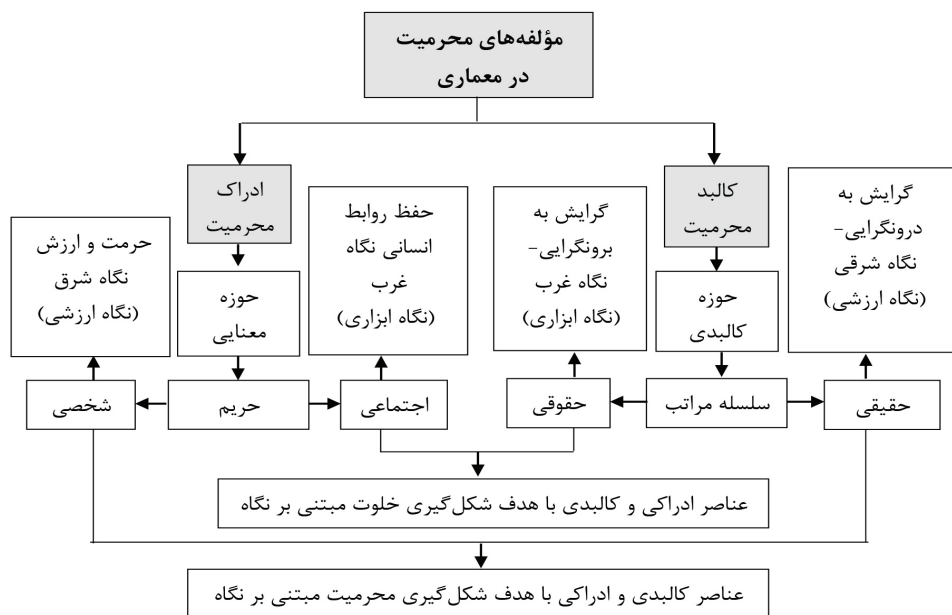 مؤلفه‌های محرمیت
در معماری
کالبد
محرمیت
ادراک
محرمیت
گرایش به
درونگرایی-
نگاه شرقی
(نگاه ارزشی)
گرایش به
برونگرایی-
نگاه غرب
(نگاه ابزاری)
حفظ روابط
انسانی نگاه
غرب
(نگاه ابزاری)
حرمت و ارزش
نگاه شرق
(نگاه ارزشی)
حوزه
کالبدی
حوزه
معنایی
حقیقی
سلسله مراتب
حقوقی
اجتماعی
حریم
شخصی
عناصر ادراکی و کالبدی با هدف شکل‌گیری خلوت مبتنی بر نگاه
عناصر کالبدی و ادراکی با هدف شکل‌گیری محرمیت مبتنی بر نگاه